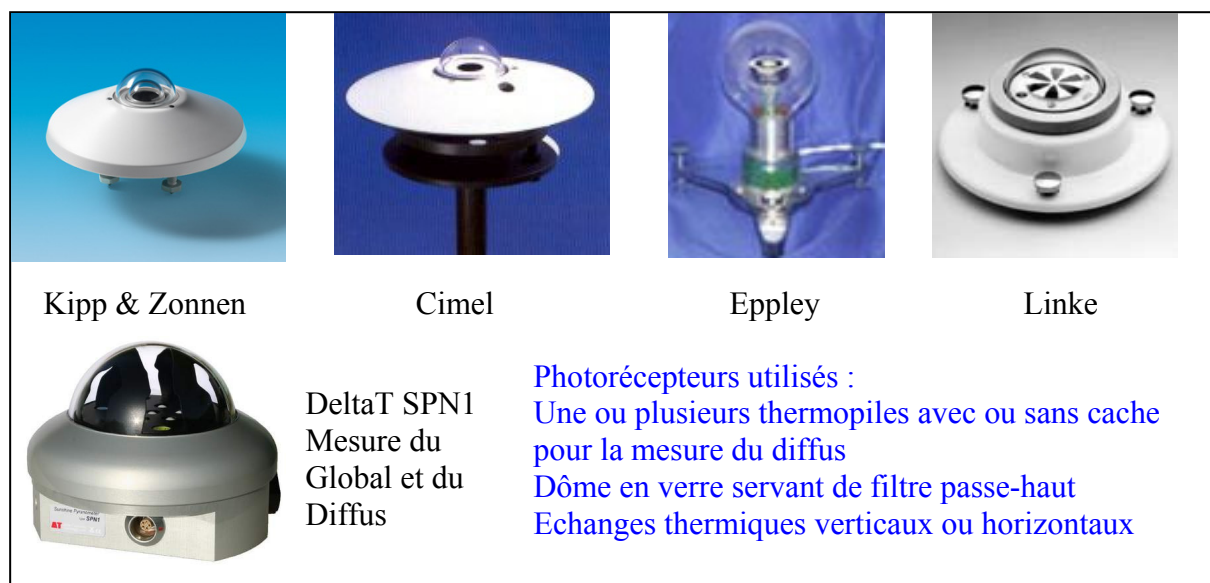 Kipp & Zonnen
Cimel
Eppley
Linke
DeltaT SPN1
Mesure du
Global et du
Diffus
Photorécepteurs utilisés :
Une ou plusieurs thermopiles avec ou sans cache
pour la mesure du diffus
Dôme en verre servant de filtre passe-haut
Echanges thermiques verticaux ou horizontaux
SPN1